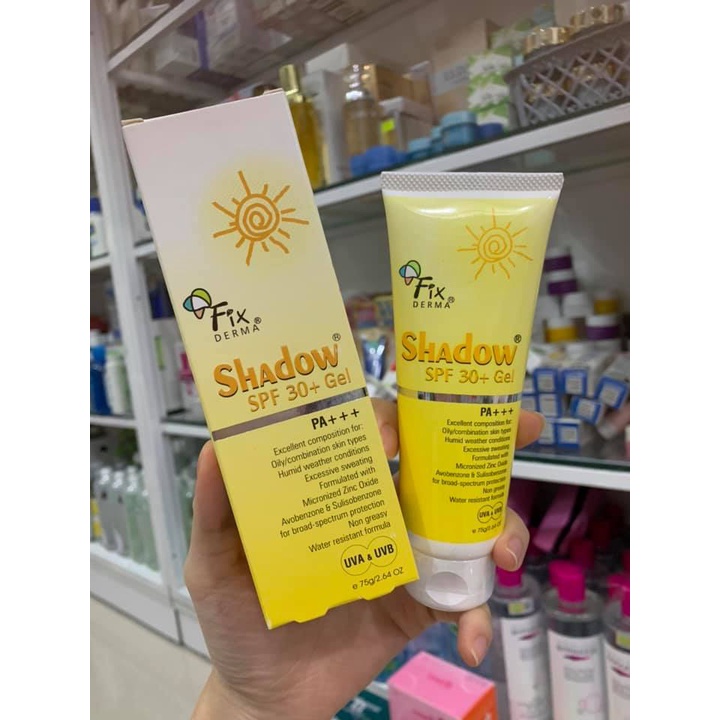 Fix
DERMA®
Shadow®
SPF 30+ Gel
PA+++
Excellent composition for:
Oily/combination skin types
Humid weather conditions
Excessive sweating
Formulated with
Micronized Zinc Oxide
Avobenzone & Sulisobenzone
for broad-spectrum protection
Non greasy
Water resistant formula
UVA & UVB
e 75g/2.64 OZ
Fix
DERMA®
Shadow®
SPF 30+ Gel
PA+++
Excellent composition for:
Oily/combination skin types
Humid weather conditions
Excessive sweating
Formulated with
Micronized Zinc Oxide
Avobenzone & Sulisobenzone
for broad-spectrum protection
Non greasy
Water resistant formula
UVA & UVB
e 75g/2.64 OZ